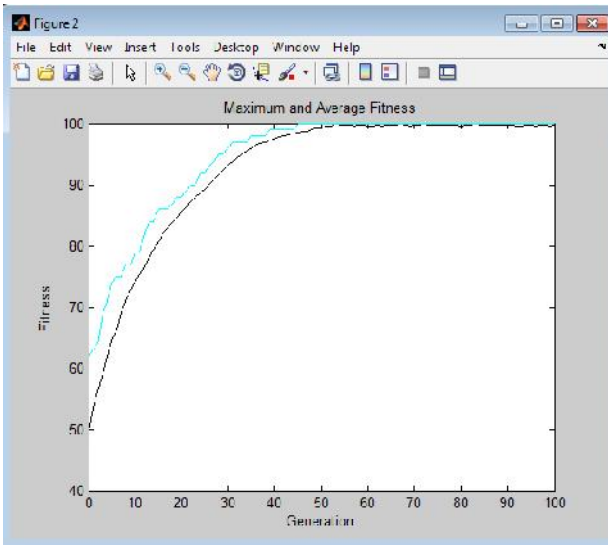 Figure 2
File Edit View Insert Tools Desktop Window Help
Maximum and Average Fitness
100
90
80
70
60
50
40
Fitness
0 10 20 30 40 50 60 70 80 90 100
Generation